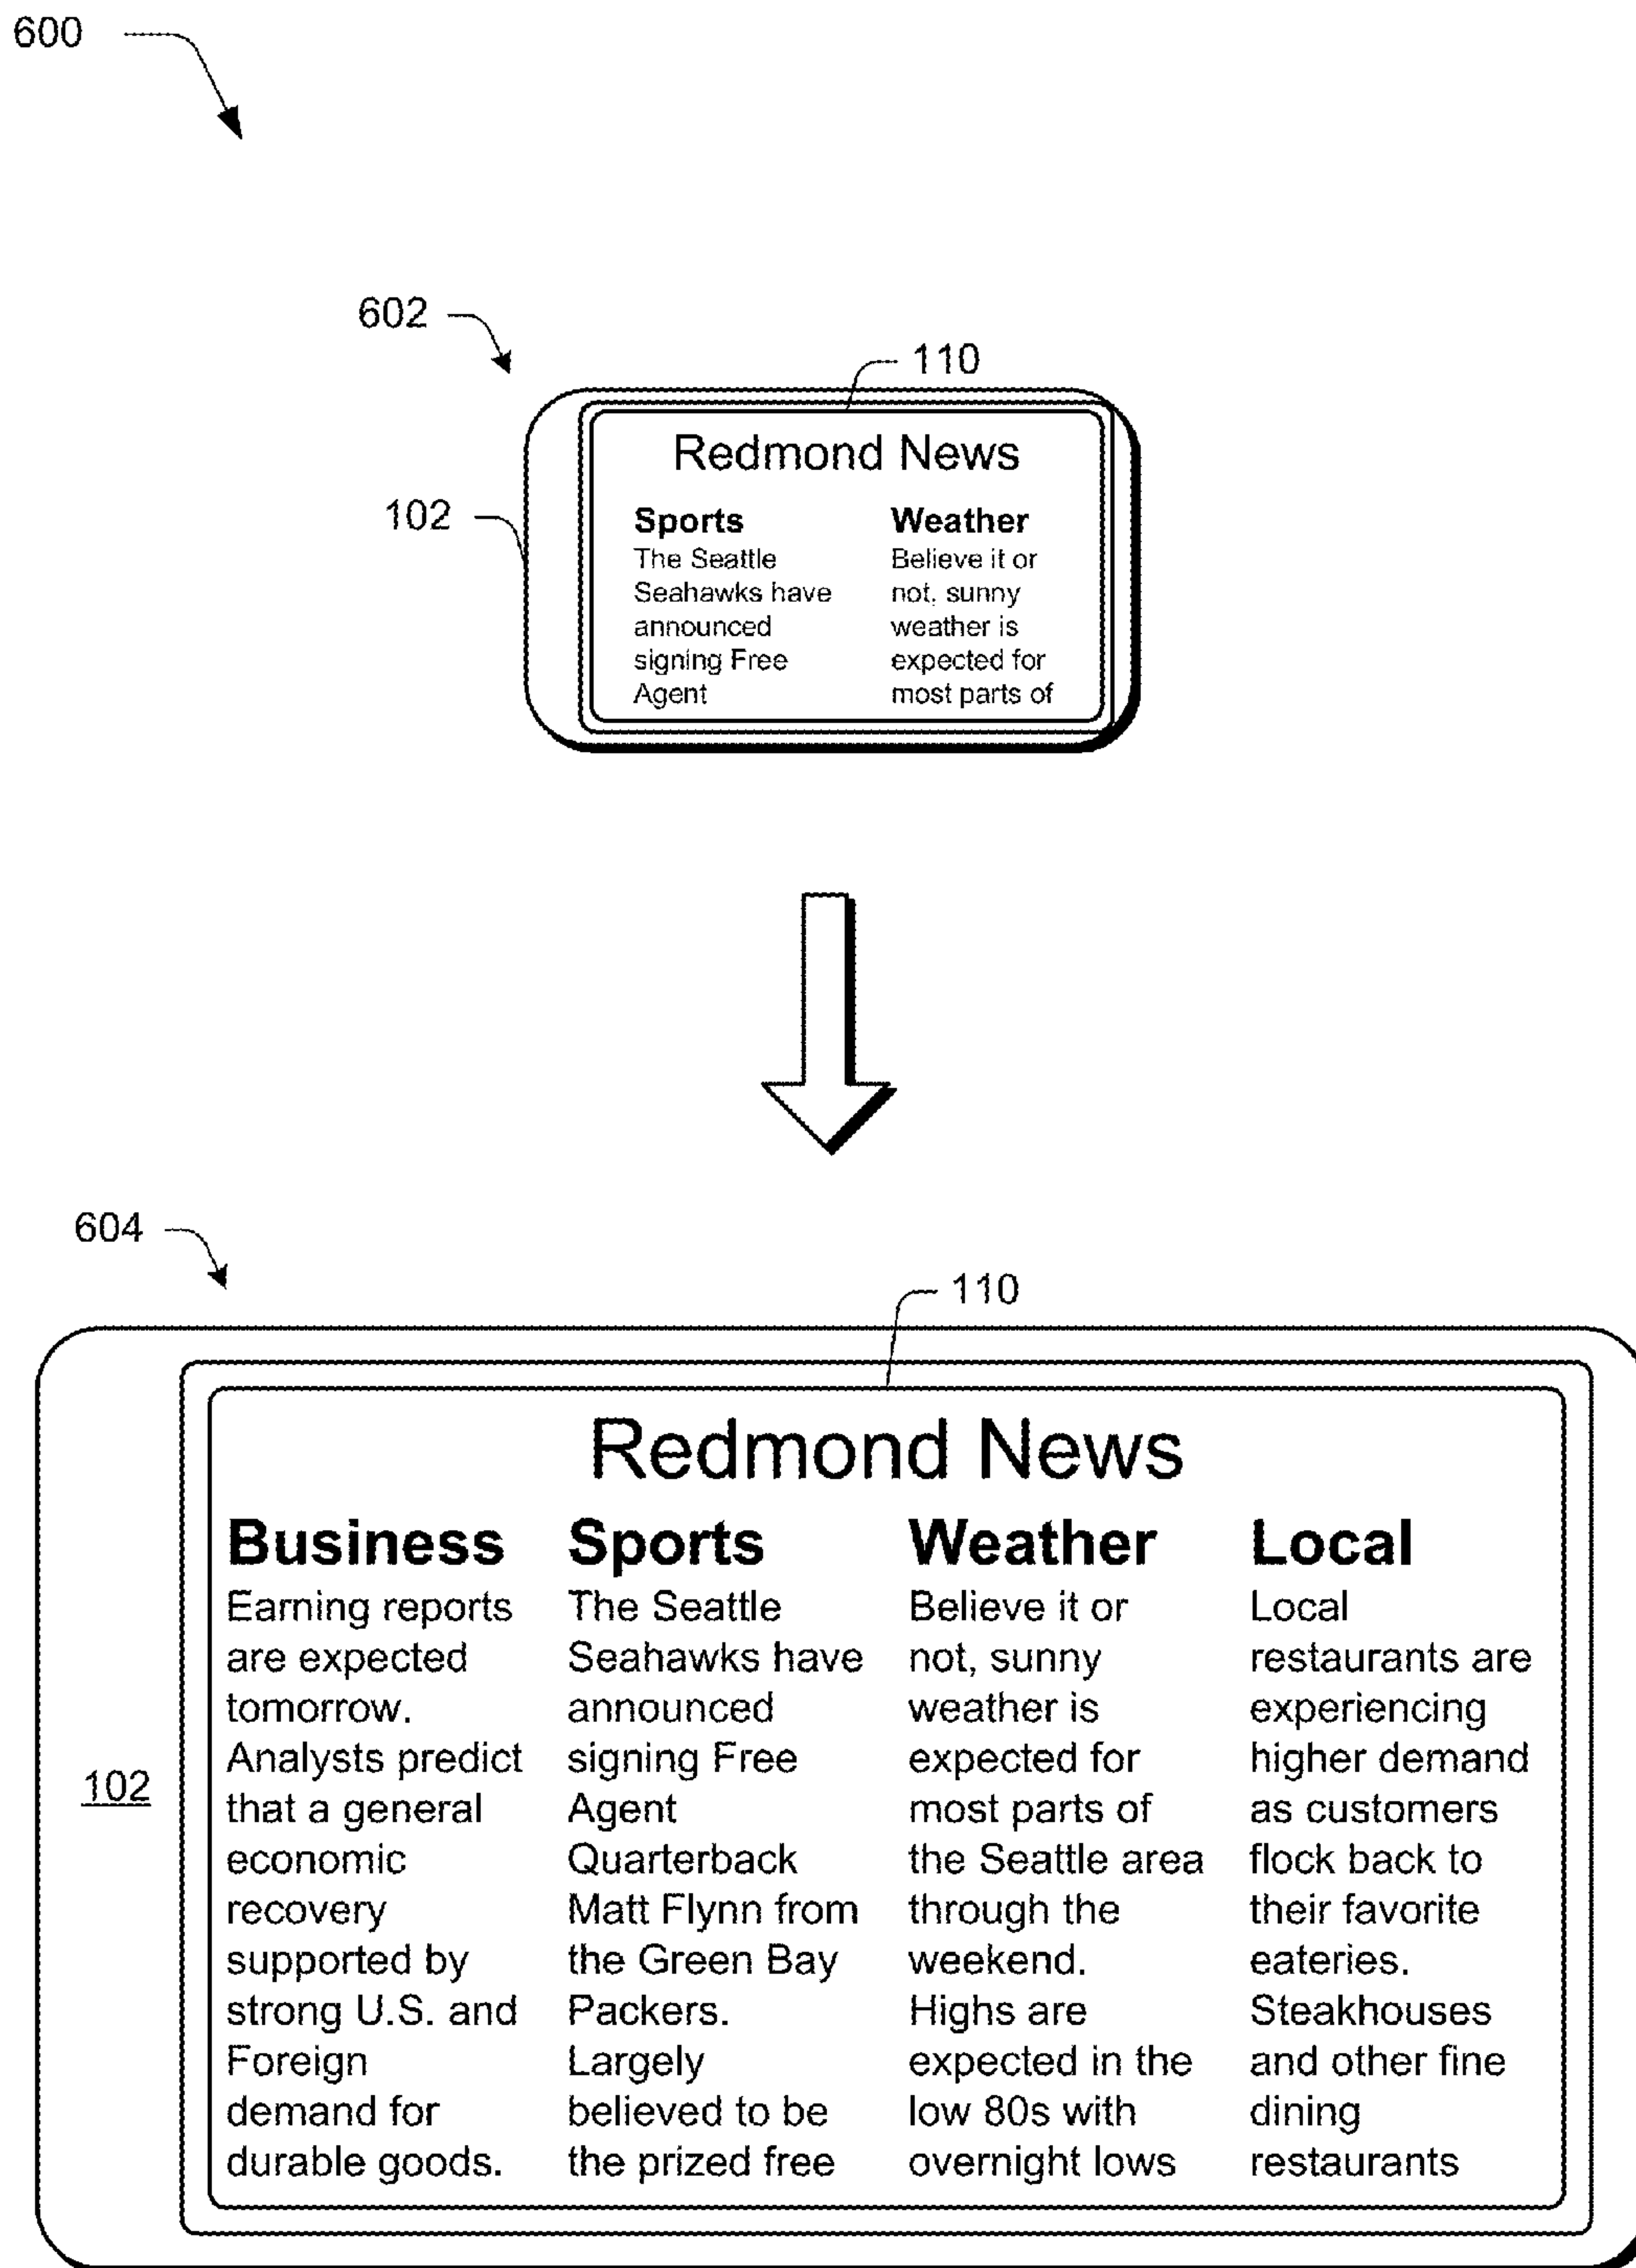 600
602
110
102
Redmond News
Sports
The Seattle
Seahawks have
announced
signing Free
Agent
Weather
Believe it or
not, sunny
weather is
expected for
most parts of
604
110
102
Redmond News
Business
Earning reports
are expected
tomorrow.
Analysts predict
that a general
economic
recovery
supported by
strong U.S. and
Foreign
demand for
durable goods.
Sports
The Seattle
Seahawks have
announced
signing Free
Agent
Quarterback
Matt Flynn from
the Green Bay
Packers.
Largely
believed to be
the prized free
Weather
Believe it or
not, sunny
weather is
expected for
most parts of
the Seattle area
through the
weekend.
Highs are
expected in the
low 80s with
overnight lows
Local
Local
restaurants are
experiencing
higher demand
as customers
flock back to
their favorite
eateries.
Steakhouses
and other fine
dining
restaurants